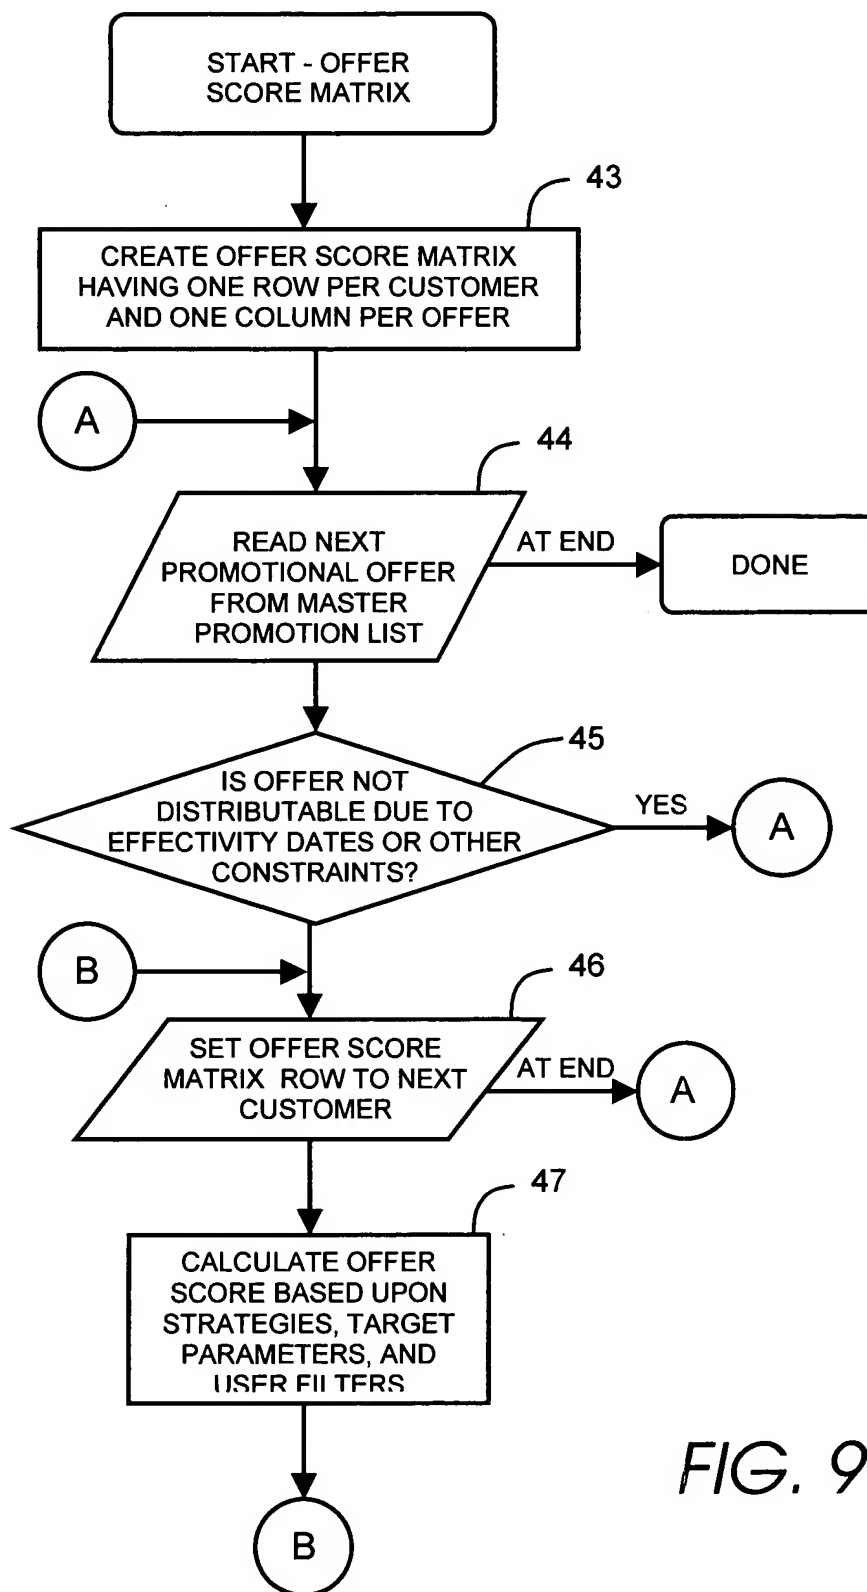 START - OFFER
SCORE MATRIX
43
CREATE OFFER SCORE MATRIX
HAVING ONE ROW PER CUSTOMER
AND ONE COLUMN PER OFFER
A
44
READ NEXT
PROMOTIONAL OFFER
FROM MASTER
PROMOTION LIST
AT END
DONE
45
IS OFFER NOT
DISTRIBUTABLE DUE TO
EFFECTIVITY DATES OR OTHER
CONSTRAINTS?
YES
A
B
46
SET OFFER SCORE
MATRIX ROW TO NEXT
CUSTOMER
AT END
A
47
CALCULATE OFFER
SCORE BASED UPON
STRATEGIES, TARGET
PARAMETERS, AND
USER FILTERS
B
FIG. 9